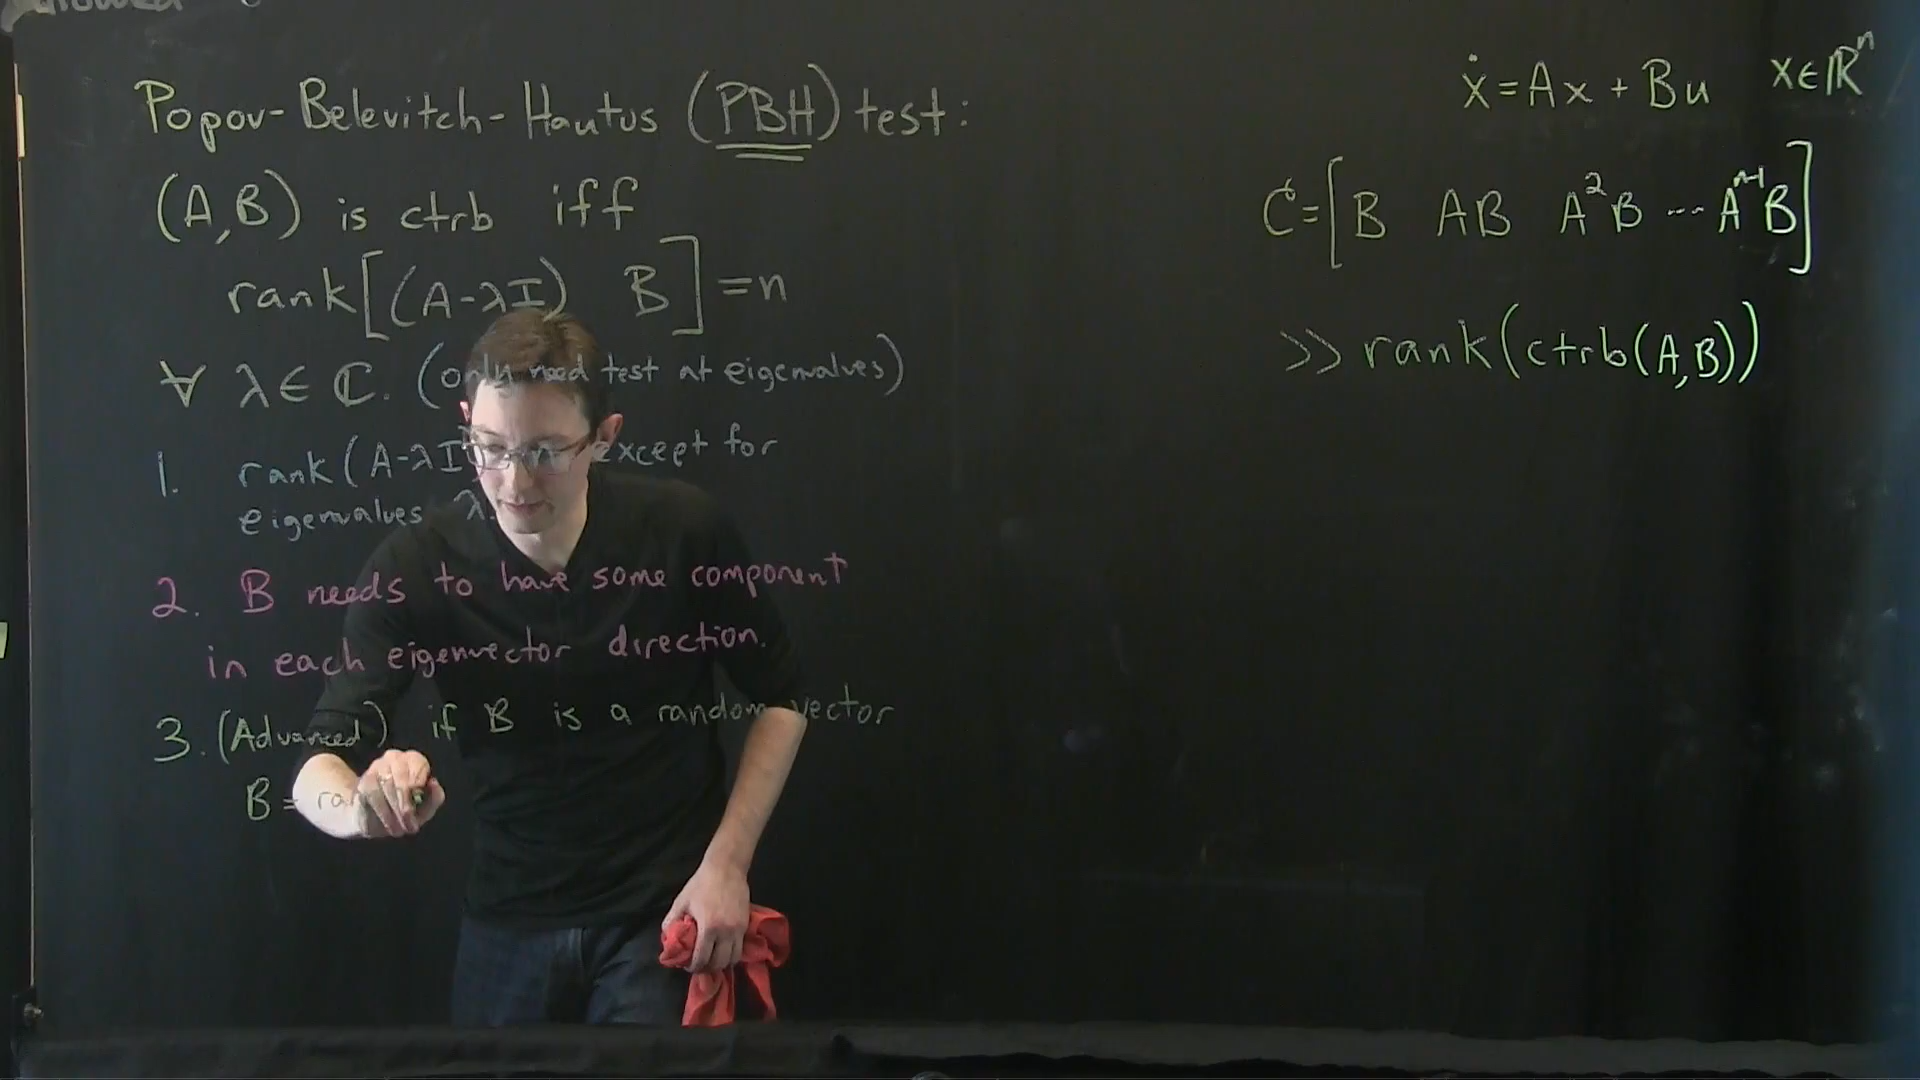 Popov-Belevitch-Hautus (PBH) test:
(A,B) is ctrb iff
rank[(A-λI) B]=n
∀ λ∈ℂ. (only need test at eigenvalues)
1. rank(A-λI)=n except for
eigenvalues λ.
2. B needs to have some component
in each eigenvector direction.
3. (Advanced) if B is a random vector
B =
ẋ=Ax + Bu x∈ℝⁿ
C=[B AB A²B ... Aⁿ⁻¹B]
>> rank(ctrb(A,B))